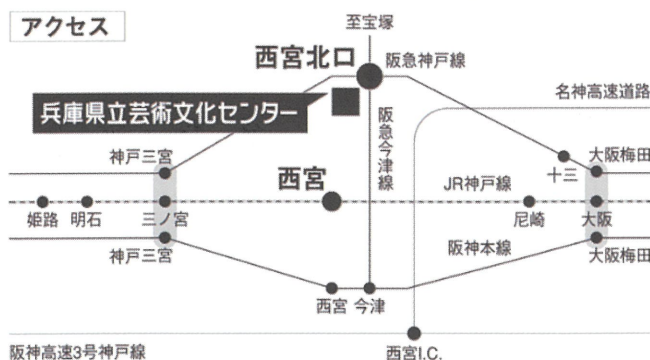 アクセス
至宝塚
西宮北口
阪急神戸線
名神高速道路
兵庫県立芸術文化センター
阪急今津線
神戸三宮
西宮
JR神戸線
十三
大阪梅田
姫路
明石
三ノ宮
尼崎
大阪
神戸三宮
阪神本線
大阪梅田
西宮
今津
阪神高速3号神戸線
西宮I.C.